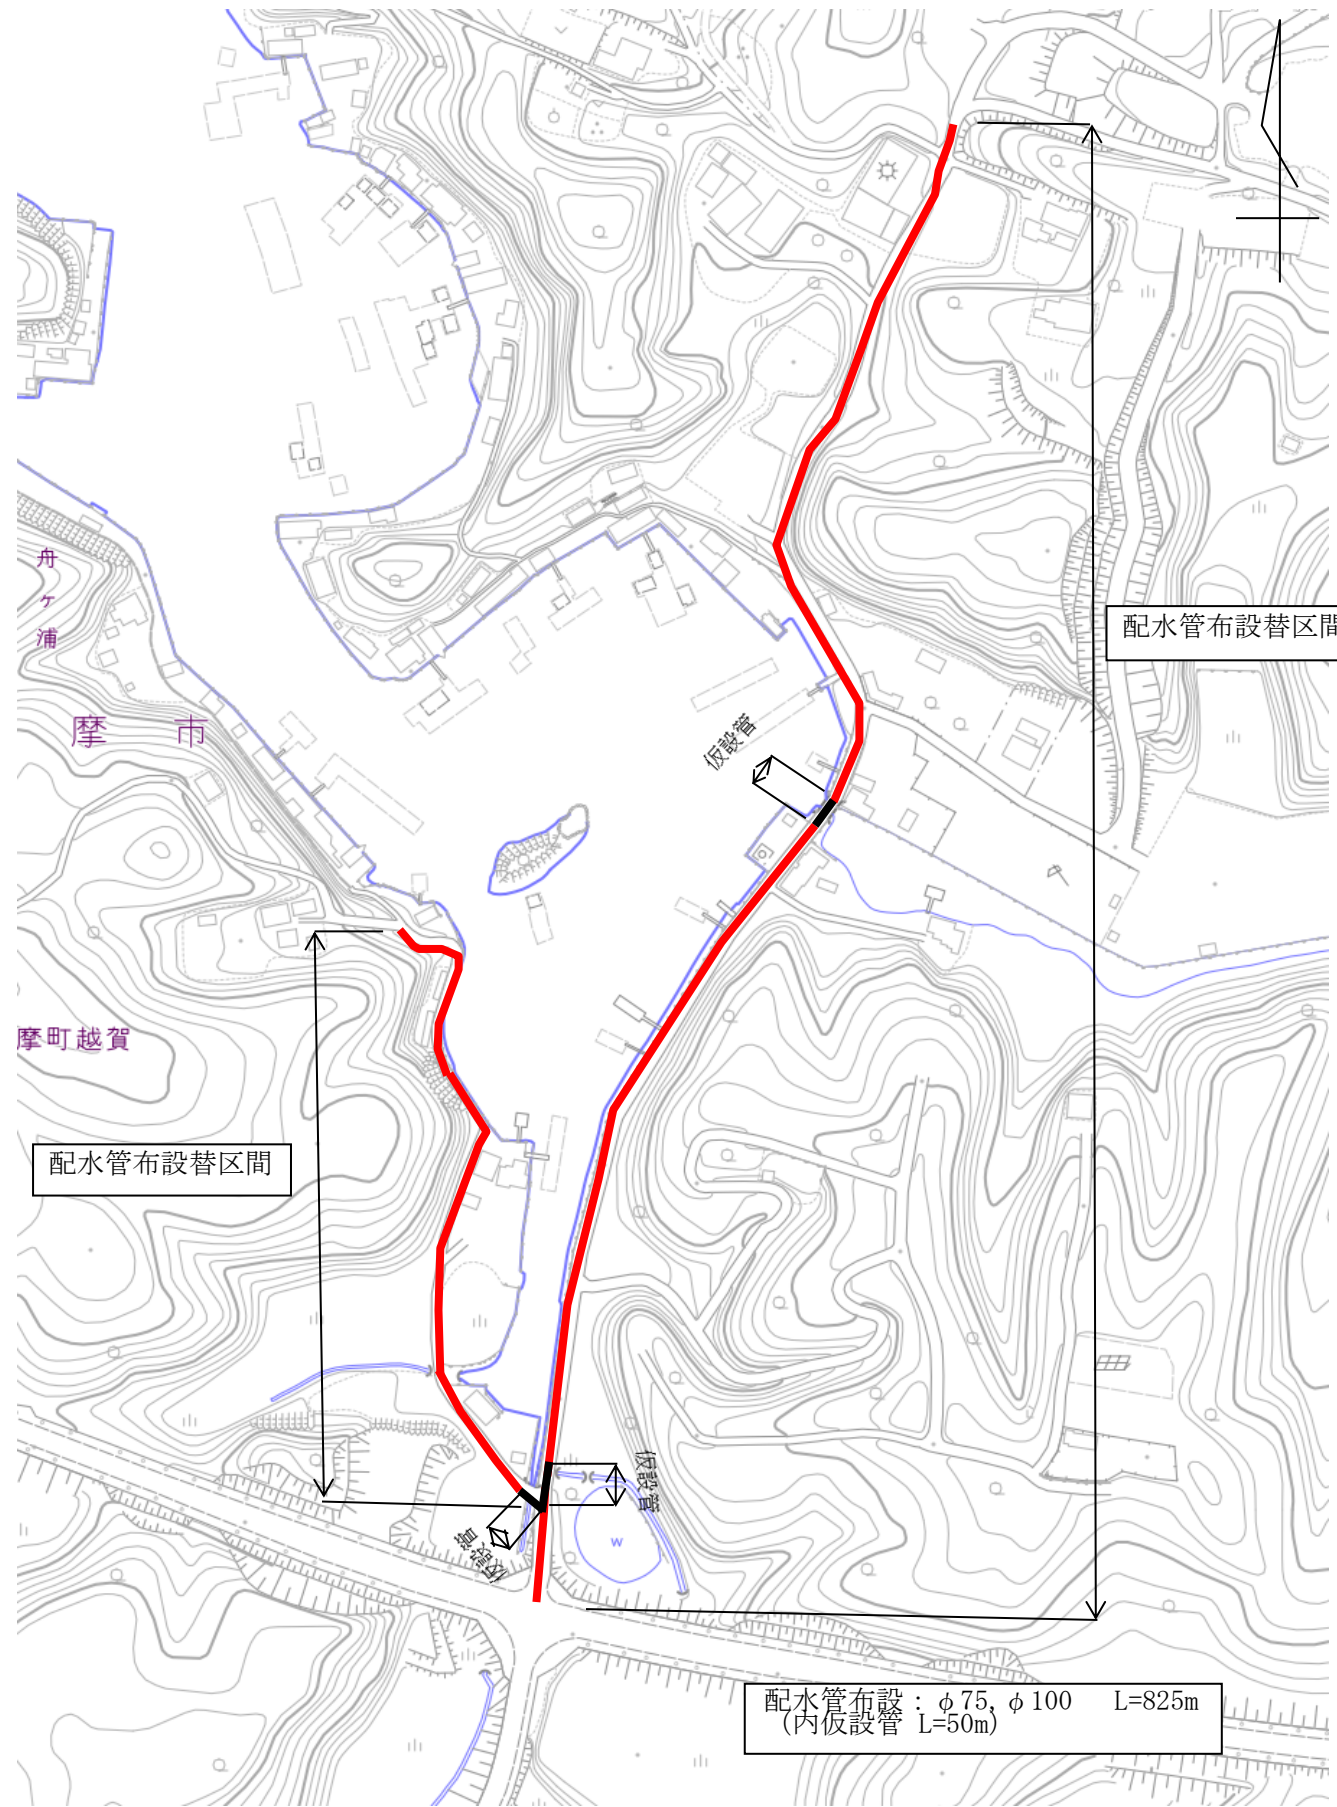 舟ヶ浦
配水管布設替区間
摩市
仮設管
摩町越賀
配水管布設替区間
仮設管
仮設管
W
配水管布設：φ75, φ100 L=825m
(内仮設管 L=50m)